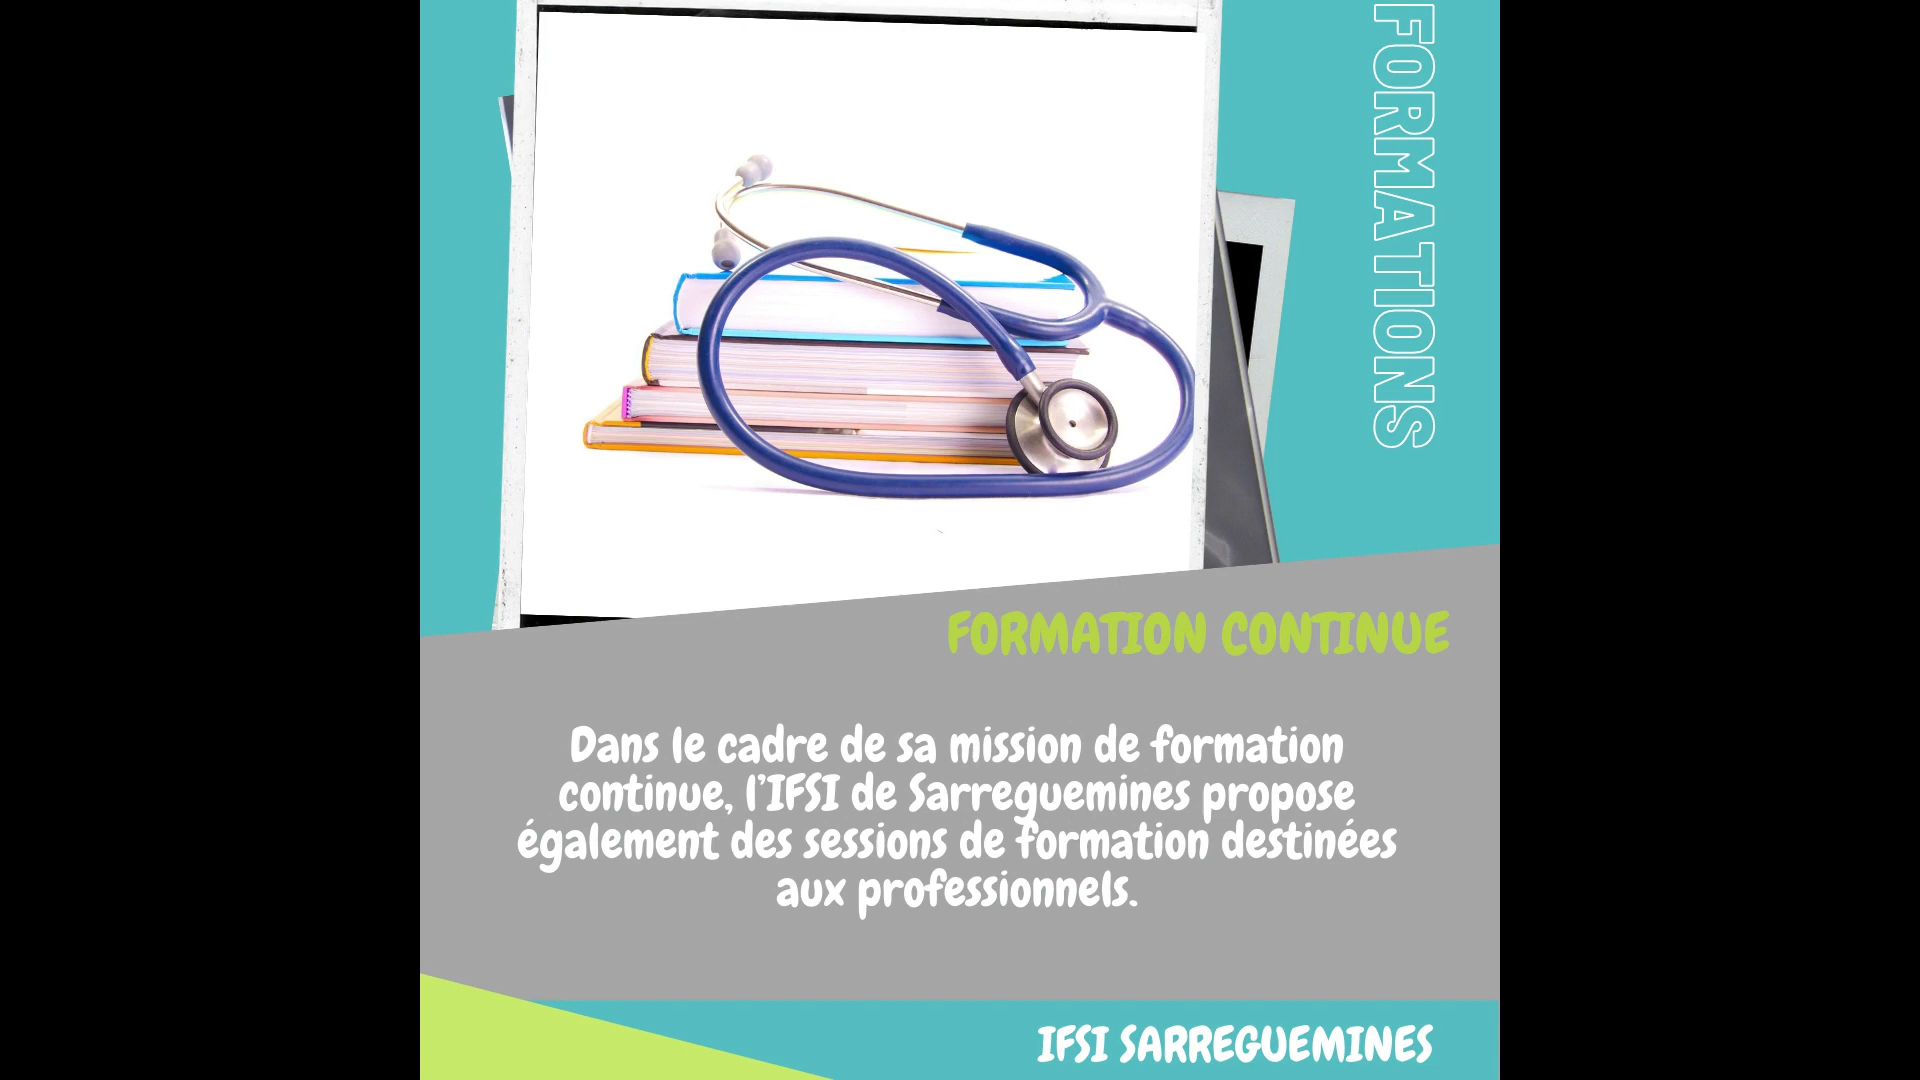 FORMATIONS
FORMATION CONTINUE
Dans le cadre de sa mission de formation
continue, l'IFSI de Sarreguemines propose
également des sessions de formation destinées
aux professionnels.
IFSI SARREGUEMINES